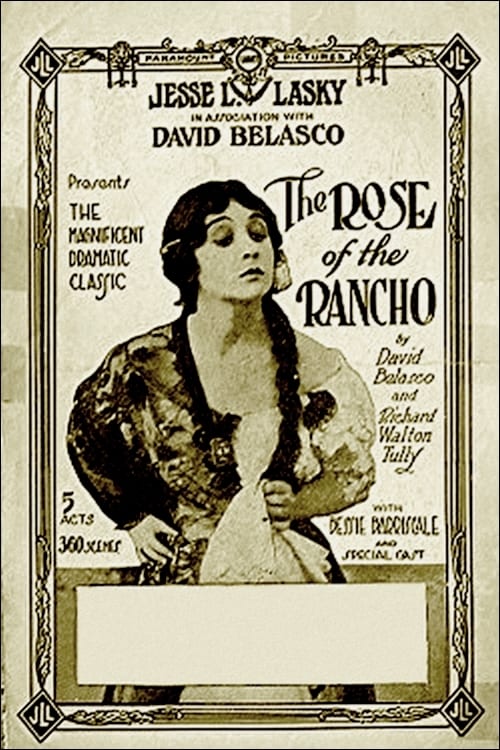 JLL
JLL
PARAMOUNT PICTURES
JESSE L. LASKY
IN ASSOCIATION WITH
DAVID BELASCO
Presents
THE
MAGNIFICENT
DRAMATIC
CLASSIC
The ROSE
of the
RANCHO
by
David
Belasco
and
Richard
Walton
Tully
5
ACTS
360 SCENES
WITH
BESSIE BARRISCALE
AND
SPECIAL CAST
JLL
JLL